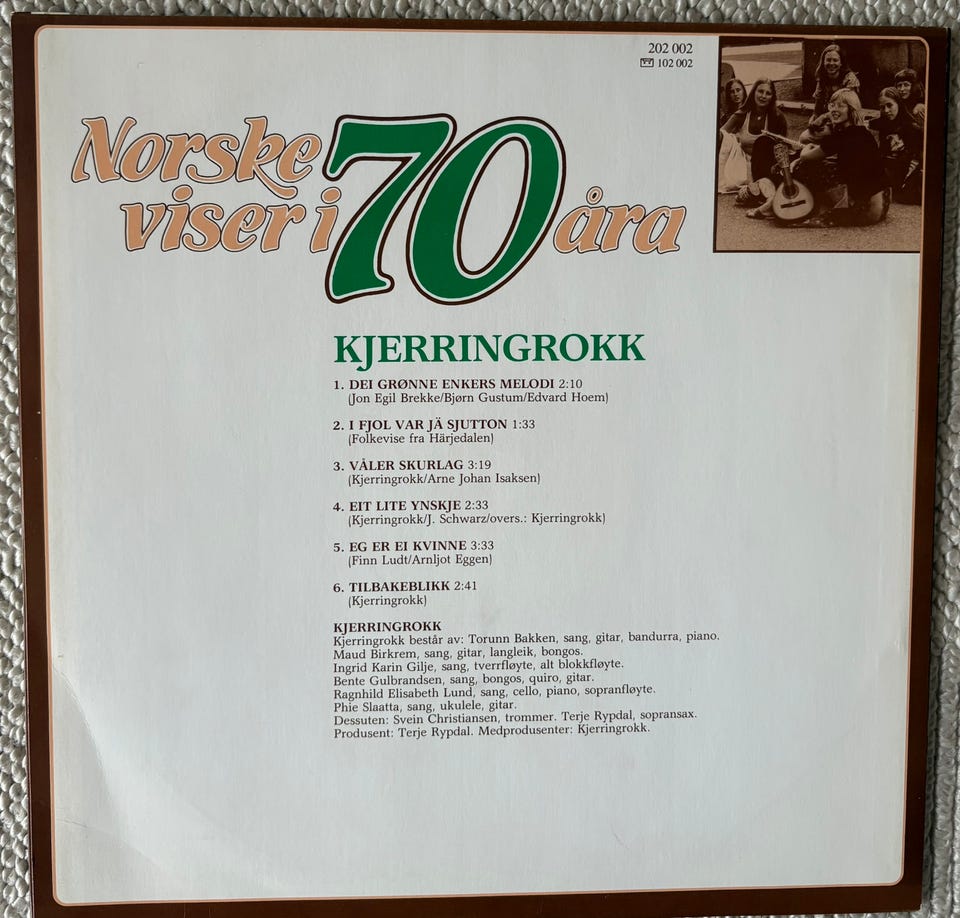 202 002
102 002
Norske
viser i 70 åra
KJERRINGROKK
1. DEI GRØNNE ENKERS MELODI 2:10
(Jon Egil Brekke/Bjørn Gustum/Edvard Hoem)
2. I FJOL VAR JÄ SJUTTON 1:33
(Folkevise fra Härjedalen)
3. VÅLER SKURLAG 3:19
(Kjerringrokk/Arne Johan Isaksen)
4. EIT LITE YNSKJE 2:33
(Kjerringrokk/J. Schwarz/overs.: Kjerringrokk)
5. EG ER EI KVINNE 3:33
(Finn Ludt/Arnljot Eggen)
6. TILBAKEBLIKK 2:41
(Kjerringrokk)
KJERRINGROKK
Kjerringrokk består av: Torunn Bakken, sang, gitar, bandurra, piano.
Maud Birkrem, sang, gitar, langleik, bongos.
Ingrid Karin Gilje, sang, tverrfløyte, alt blokkfløyte.
Bente Gulbrandsen, sang, bongos, quiro, gitar.
Ragnhild Elisabeth Lund, sang, cello, piano, sopranfløyte.
Phie Slaatta, sang, ukulele, gitar.
Dessuten: Svein Christiansen, trommer. Terje Rypdal, sopransax.
Produsent: Terje Rypdal. Medprodusenter: Kjerringrokk.